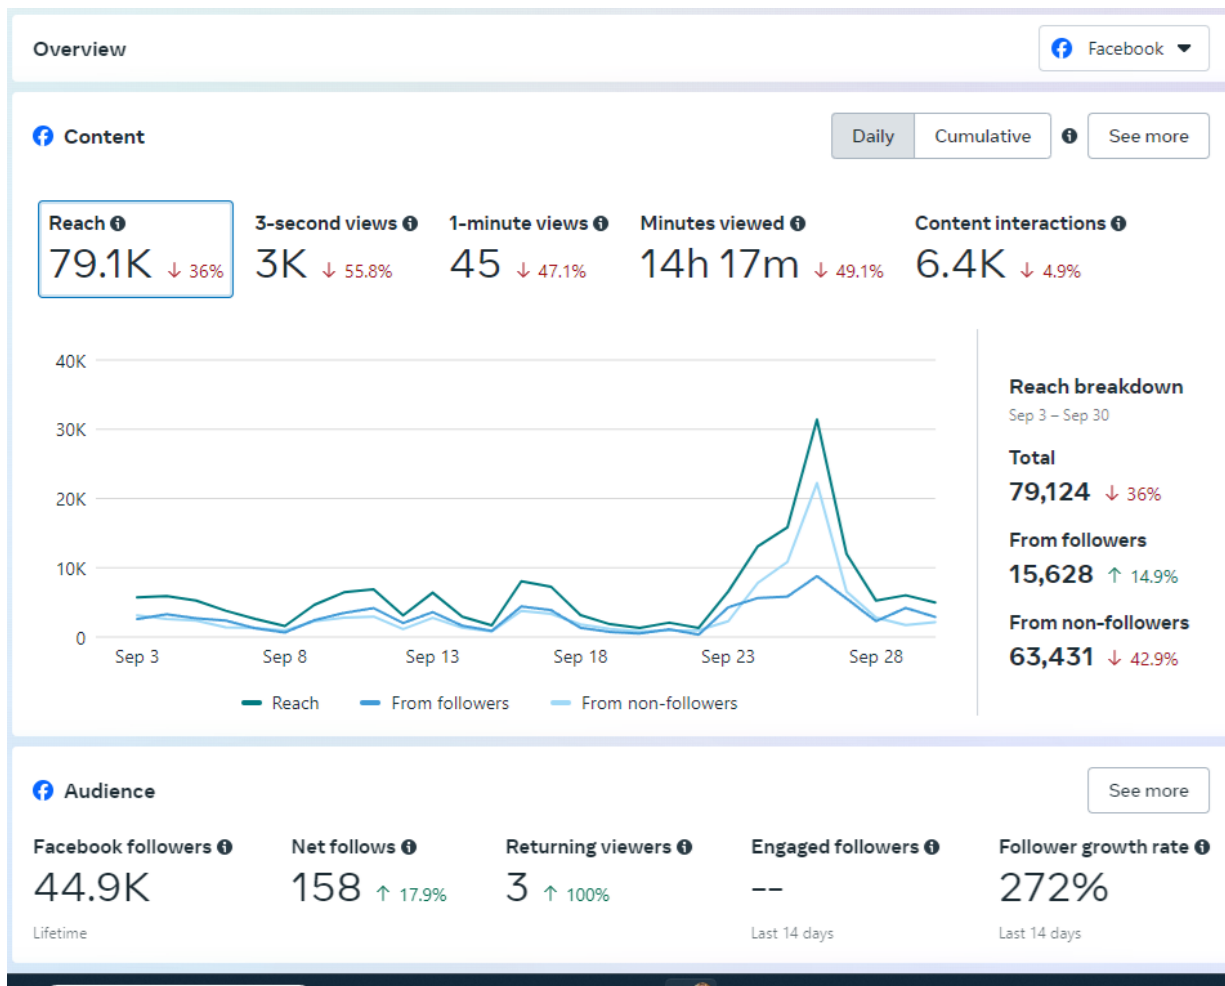 Overview
Facebook
Content
Daily
Cumulative
See more
Reach
79.1K ↓ 36%
3-second views
3K ↓ 55.8%
1-minute views
45 ↓ 47.1%
Minutes viewed
14h 17m ↓ 49.1%
Content interactions
6.4K ↓ 4.9%
40K
30K
20K
10K
0
Sep 3
Sep 8
Sep 13
Sep 18
Sep 23
Sep 28
Reach
From followers
From non-followers
Reach breakdown
Sep 3 – Sep 30
Total
79,124 ↓ 36%
From followers
15,628 ↑ 14.9%
From non-followers
63,431 ↓ 42.9%
Audience
See more
Facebook followers
44.9K
Lifetime
Net follows
158 ↑ 17.9%
Returning viewers
3 ↑ 100%
Engaged followers
--
Last 14 days
Follower growth rate
272%
Last 14 days